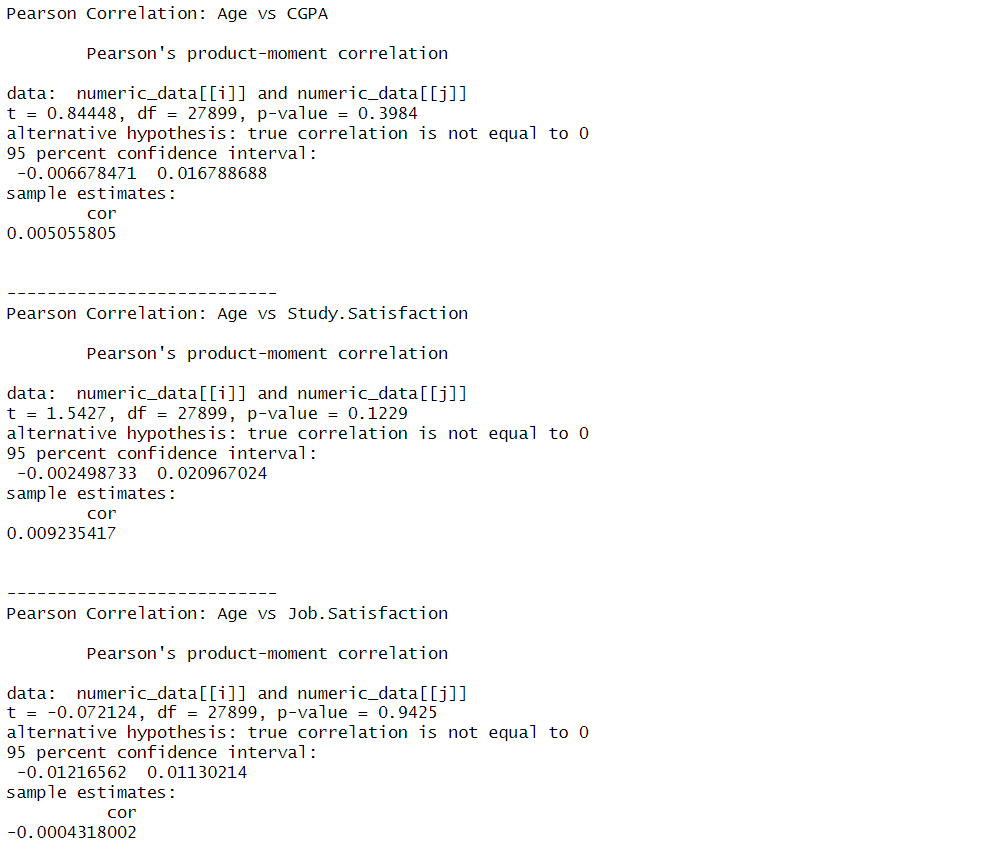 Pearson Correlation: Age vs CGPA
Pearson's product-moment correlation
data:  numeric_data[[i]] and numeric_data[[j]]
t = 0.84448, df = 27899, p-value = 0.3984
alternative hypothesis: true correlation is not equal to 0
95 percent confidence interval:
-0.006678471  0.016788688
sample estimates:
cor
0.005055805
---------------------------
Pearson Correlation: Age vs Study.Satisfaction
Pearson's product-moment correlation
data:  numeric_data[[i]] and numeric_data[[j]]
t = 1.5427, df = 27899, p-value = 0.1229
alternative hypothesis: true correlation is not equal to 0
95 percent confidence interval:
-0.002498733  0.020967024
sample estimates:
cor
0.009235417
---------------------------
Pearson Correlation: Age vs Job.Satisfaction
Pearson's product-moment correlation
data:  numeric_data[[i]] and numeric_data[[j]]
t = -0.072124, df = 27899, p-value = 0.9425
alternative hypothesis: true correlation is not equal to 0
95 percent confidence interval:
-0.01216562  0.01130214
sample estimates:
cor
-0.0004318002